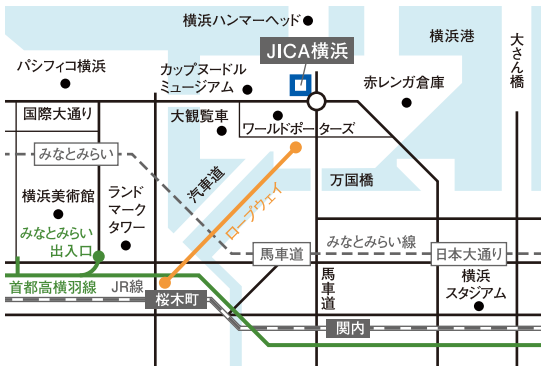 横浜ハンマーヘッド
横浜港
大さん橋
JICA横浜
パシフィコ横浜
カップヌードル
ミュージアム
赤レンガ倉庫
国際大通り
大観覧車
ワールドポーターズ
みなとみらい
汽車道
万国橋
横浜美術館
ランド
マーク
タワー
ロープウェイ
みなとみらい
出入口
馬車道
みなとみらい線
日本大通り
首都高横羽線
JR線
桜木町
馬車道
横浜
スタジアム
関内